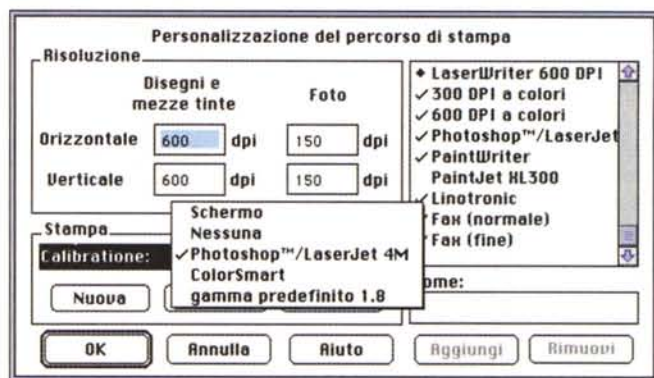 Personalizzazione del percorso di stampa
Risoluzione
Disegni e
mezze tinte
Foto
Orizzontale 600 dpi 150 dpi
Verticale 600 dpi 150 dpi
♦ LaserWriter 600 DPI
✓ 300 DPI a colori
✓ 600 DPI a colori
✓ Photoshop™/LaserJet
✓ PaintWriter
PaintJet XL300
✓ Linotronic
Fax (normale)
Fax (fine)
Stampa
Calibratione:
Schermo
Nessuna
✓ Photoshop™/LaserJet 4M
ColorSmart
gamma predefinito 1.8
Nuova
ome:
OK Annulla Aiuto Aggiungi Rimuovi